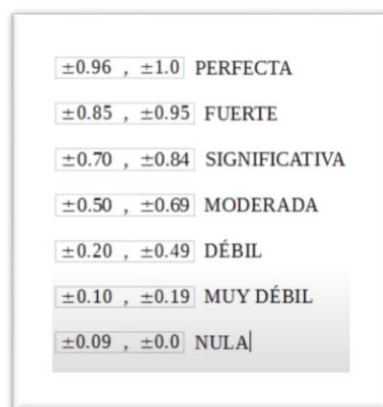 ±0.96 , ±1.0 PERFECTA
±0.85 , ±0.95 FUERTE
±0.70 , ±0.84 SIGNIFICATIVA
±0.50 , ±0.69 MODERADA
±0.20 , ±0.49 DÉBIL
±0.10 , ±0.19 MUY DÉBIL
±0.09 , ±0.0 NULA